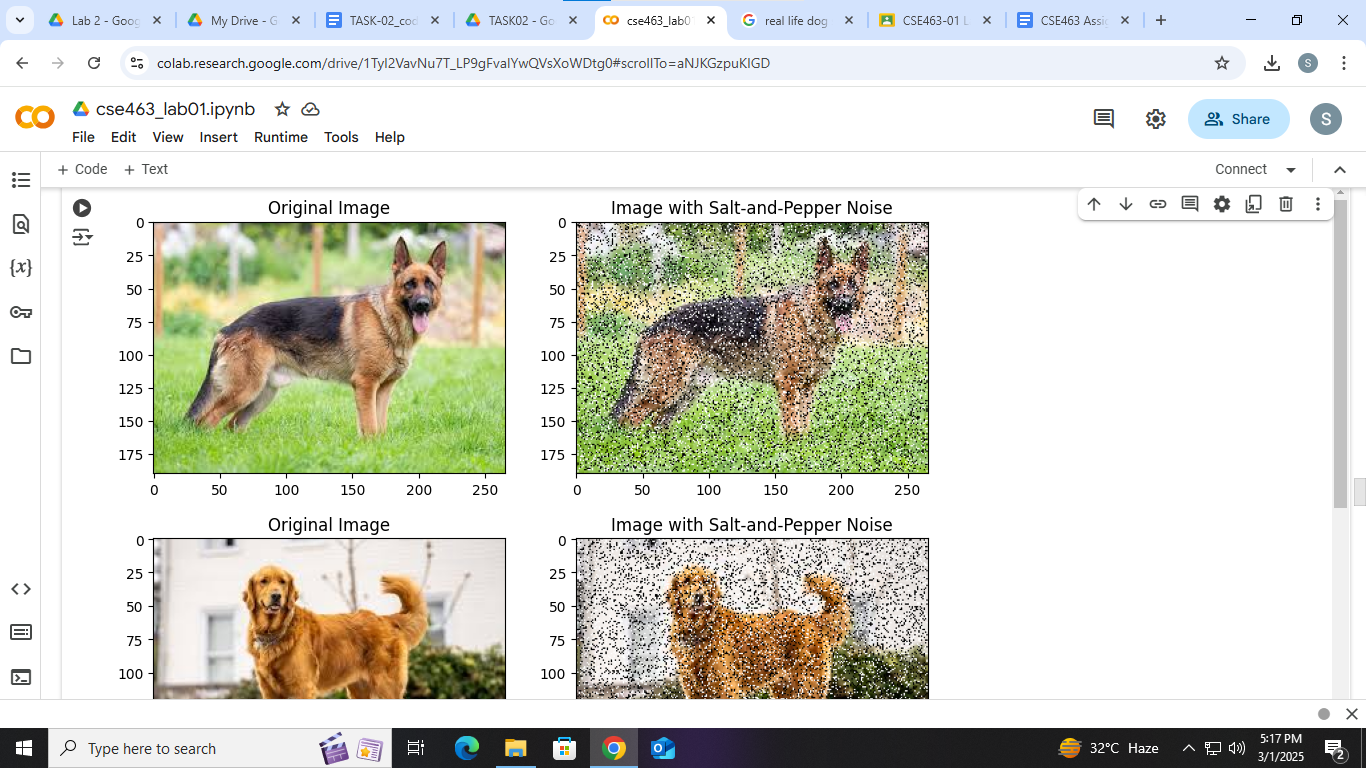 Lab 2 - Goog
My Drive - G
TASK-02_cod
TASK02 - Go
cse463_lab0
real life dog
CSE463-01 L
CSE463 Assig
colab.research.google.com/drive/1TyI2VavNu7T_LP9gFvaIYwQVsXoWDtg0#scrollTo=aNJKGzpuKIGD
S
CO
cse463_lab01.ipynb
File Edit View Insert Runtime Tools Help
Share
S
+ Code + Text
Connect
{x}
Original Image
Image with Salt-and-Pepper Noise
0
25
50
75
100
125
150
175
0 50 100 150 200 250
0
25
50
75
100
125
150
175
0 50 100 150 200 250
Original Image
Image with Salt-and-Pepper Noise
0
25
50
75
100
0
25
50
75
100
Type here to search
32°C Haze
5:17 PM
3/1/2025
2